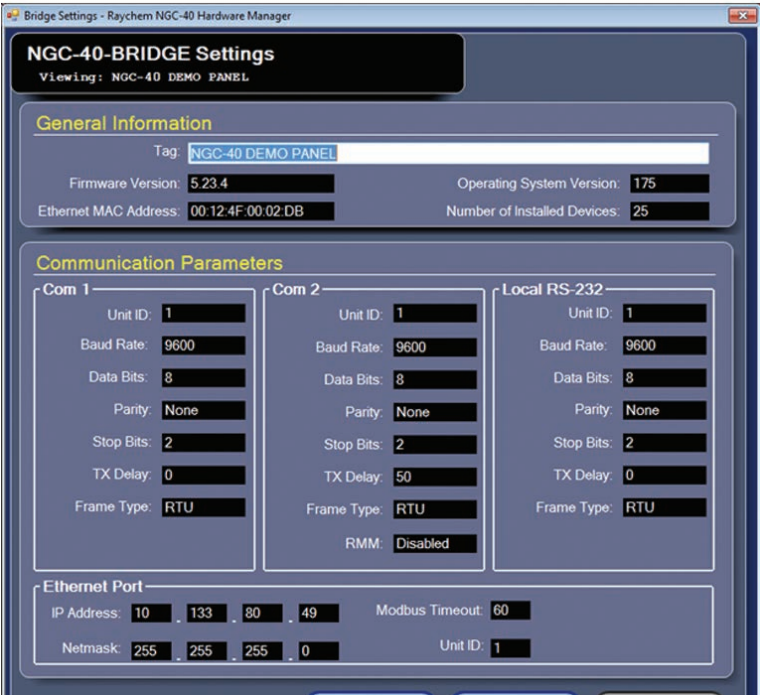 Bridge Settings - Raychem NGC-40 Hardware Manager
NGC-40-BRIDGE Settings
Viewing: NGC-40 DEMO PANEL
General Information
Tag: NGC-40 DEMO PANEL
Firmware Version: 5.23.4 Operating System Version: 175
Ethernet MAC Address: 00:12:4F:00:02:DB Number of Installed Devices: 25
Communication Parameters
Com 1
Unit ID: 1
Baud Rate: 9600
Data Bits: 8
Parity: None
Stop Bits: 2
TX Delay: 0
Frame Type: RTU
Com 2
Unit ID: 1
Baud Rate: 9600
Data Bits: 8
Parity: None
Stop Bits: 2
TX Delay: 50
Frame Type: RTU
RMM: Disabled
Local RS-232
Unit ID: 1
Baud Rate: 9600
Data Bits: 8
Parity: None
Stop Bits: 2
TX Delay: 0
Frame Type: RTU
Ethernet Port
IP Address: 10 . 133 . 80 . 49 Modbus Timeout: 60
Netmask: 255 . 255 . 255 . 0 Unit ID: 1